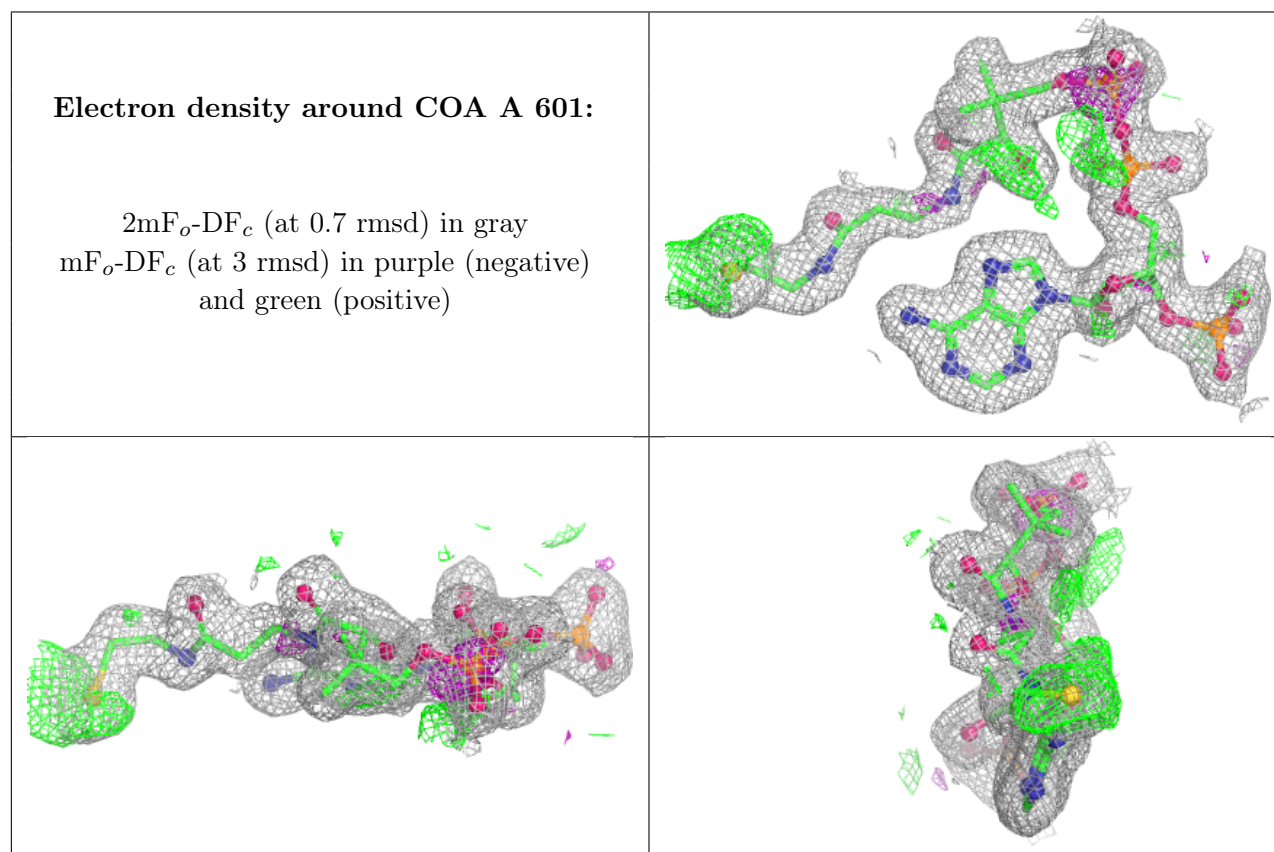 Electron density around COA A 601:
2mFₒ-DF𝒸 (at 0.7 rmsd) in gray
mFₒ-DF𝒸 (at 3 rmsd) in purple (negative)
and green (positive)